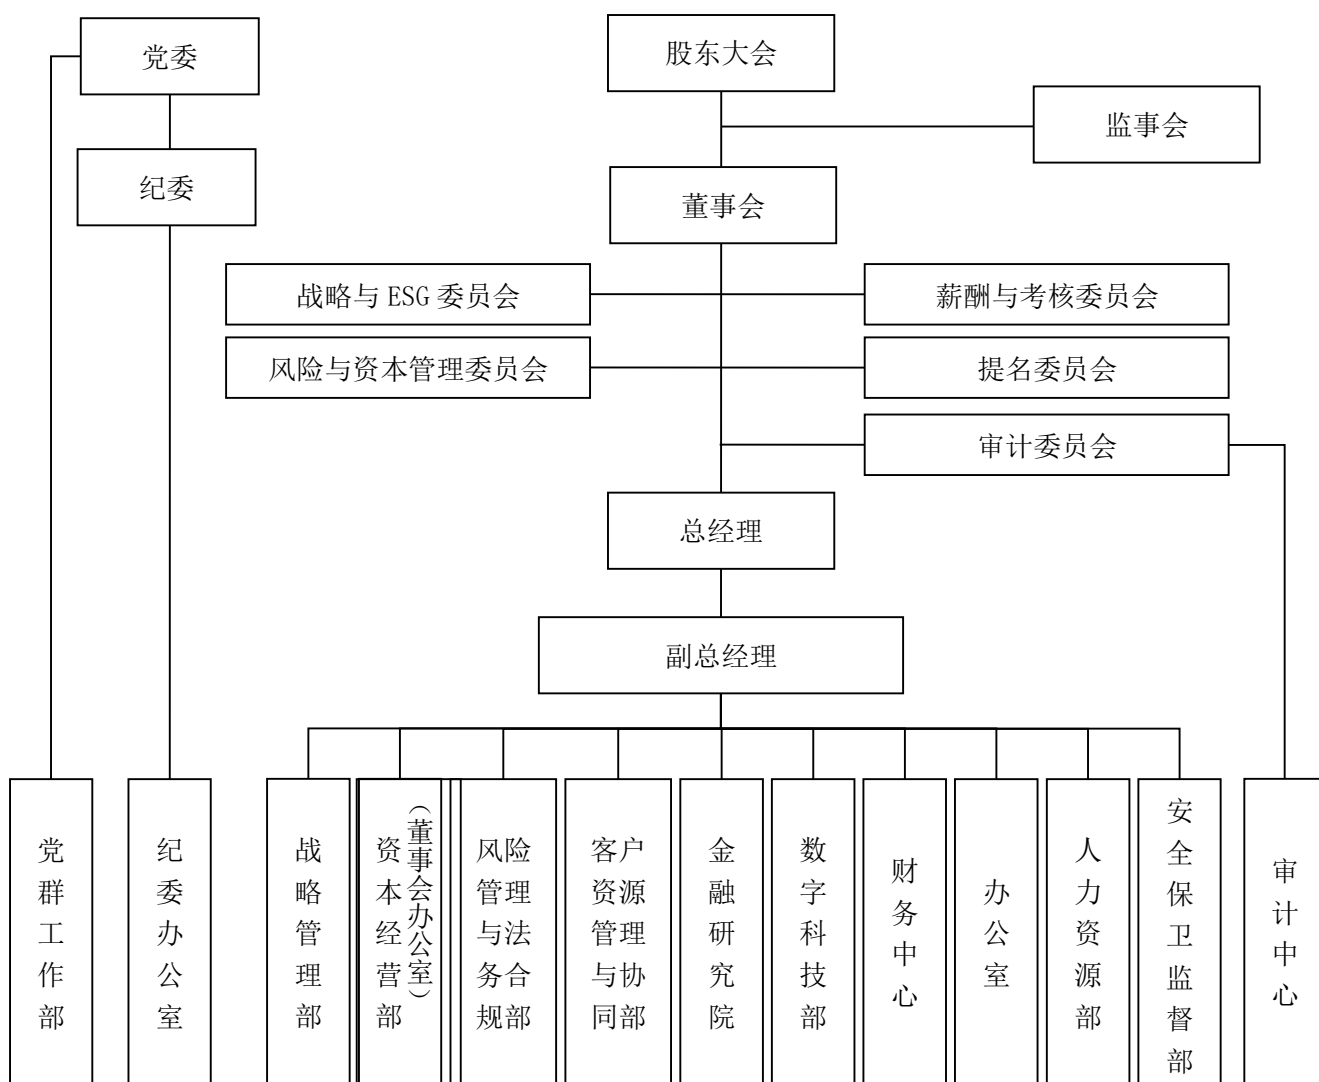 党委
股东大会
监事会
纪委
董事会
战略与 ESG 委员会
薪酬与考核委员会
风险与资本管理委员会
提名委员会
审计委员会
总经理
副总经理
党群工作部
纪委办公室
战略管理部
资本经营部
（董事会办公室）
风险
管理
与法
务合
规部
客户
资源
管理
与协
同部
金融研究院
数字科技部
财务中心
办公室
人力资源部
安全保卫监督部
审计中心